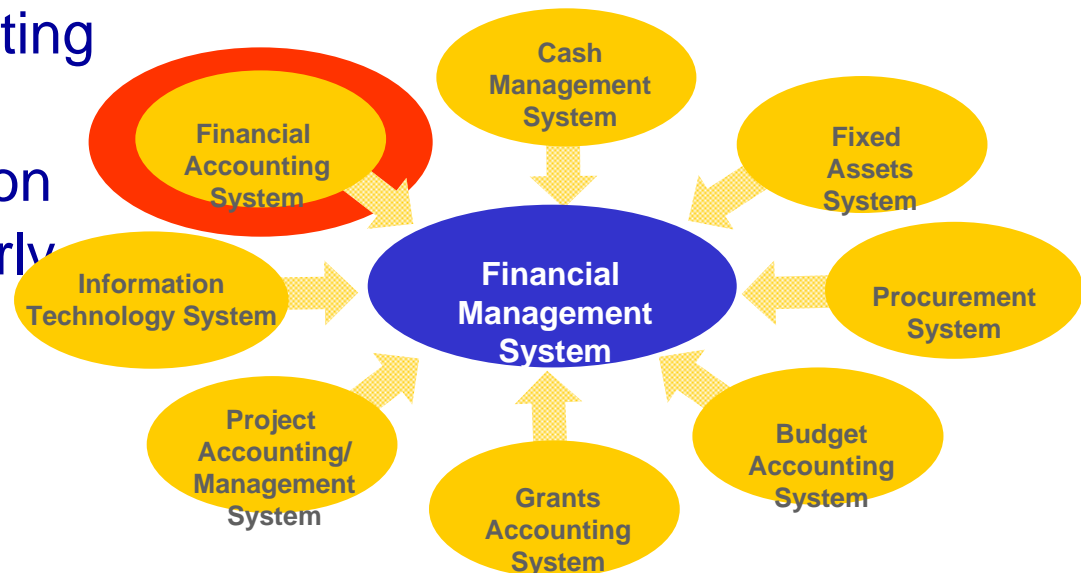 ting
on
rly
Financial
Accounting
System
Cash
Management
System
Fixed
Assets
System
Information
Technology System
Financial
Management
System
Procurement
System
Project
Accounting/
Management
System
Grants
Accounting
System
Budget
Accounting
System